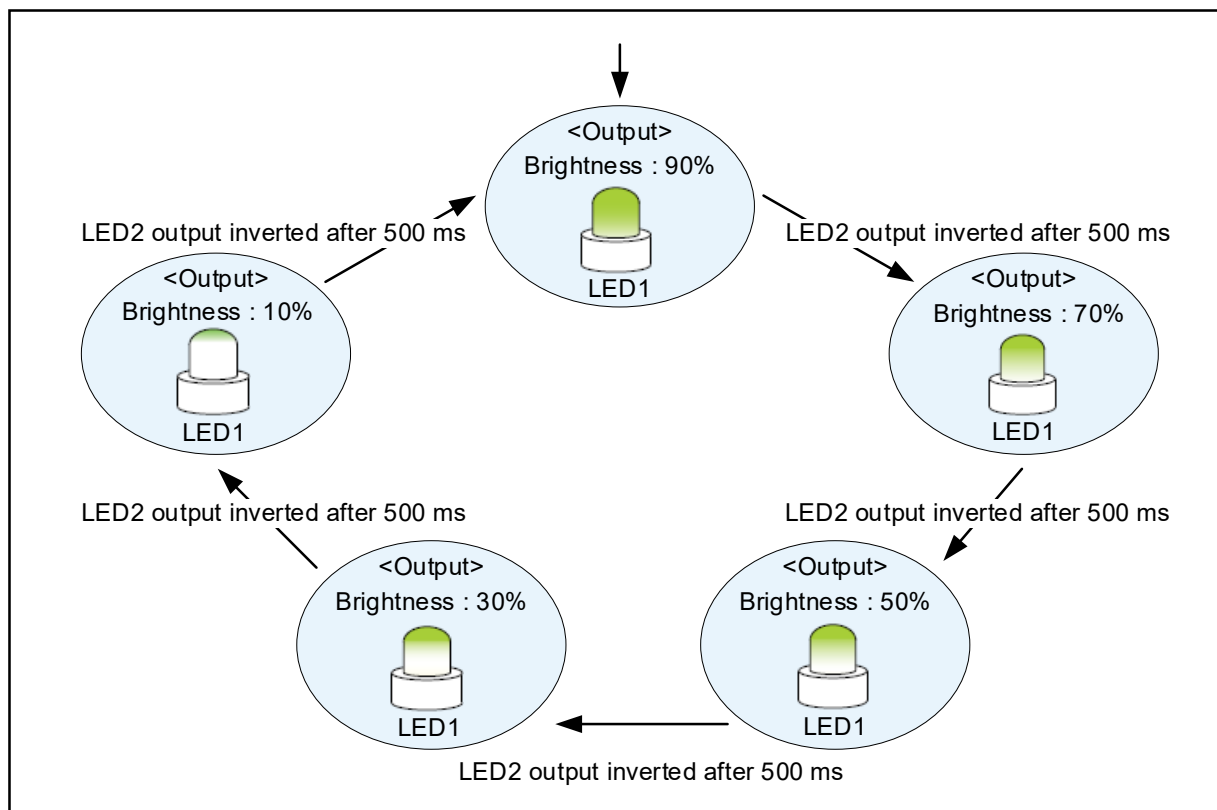 <Output>
Brightness : 90%
LED1
LED2 output inverted after 500 ms
<Output>
Brightness : 70%
LED1
LED2 output inverted after 500 ms
<Output>
Brightness : 50%
LED1
LED2 output inverted after 500 ms
<Output>
Brightness : 30%
LED1
LED2 output inverted after 500 ms
<Output>
Brightness : 10%
LED1
LED2 output inverted after 500 ms